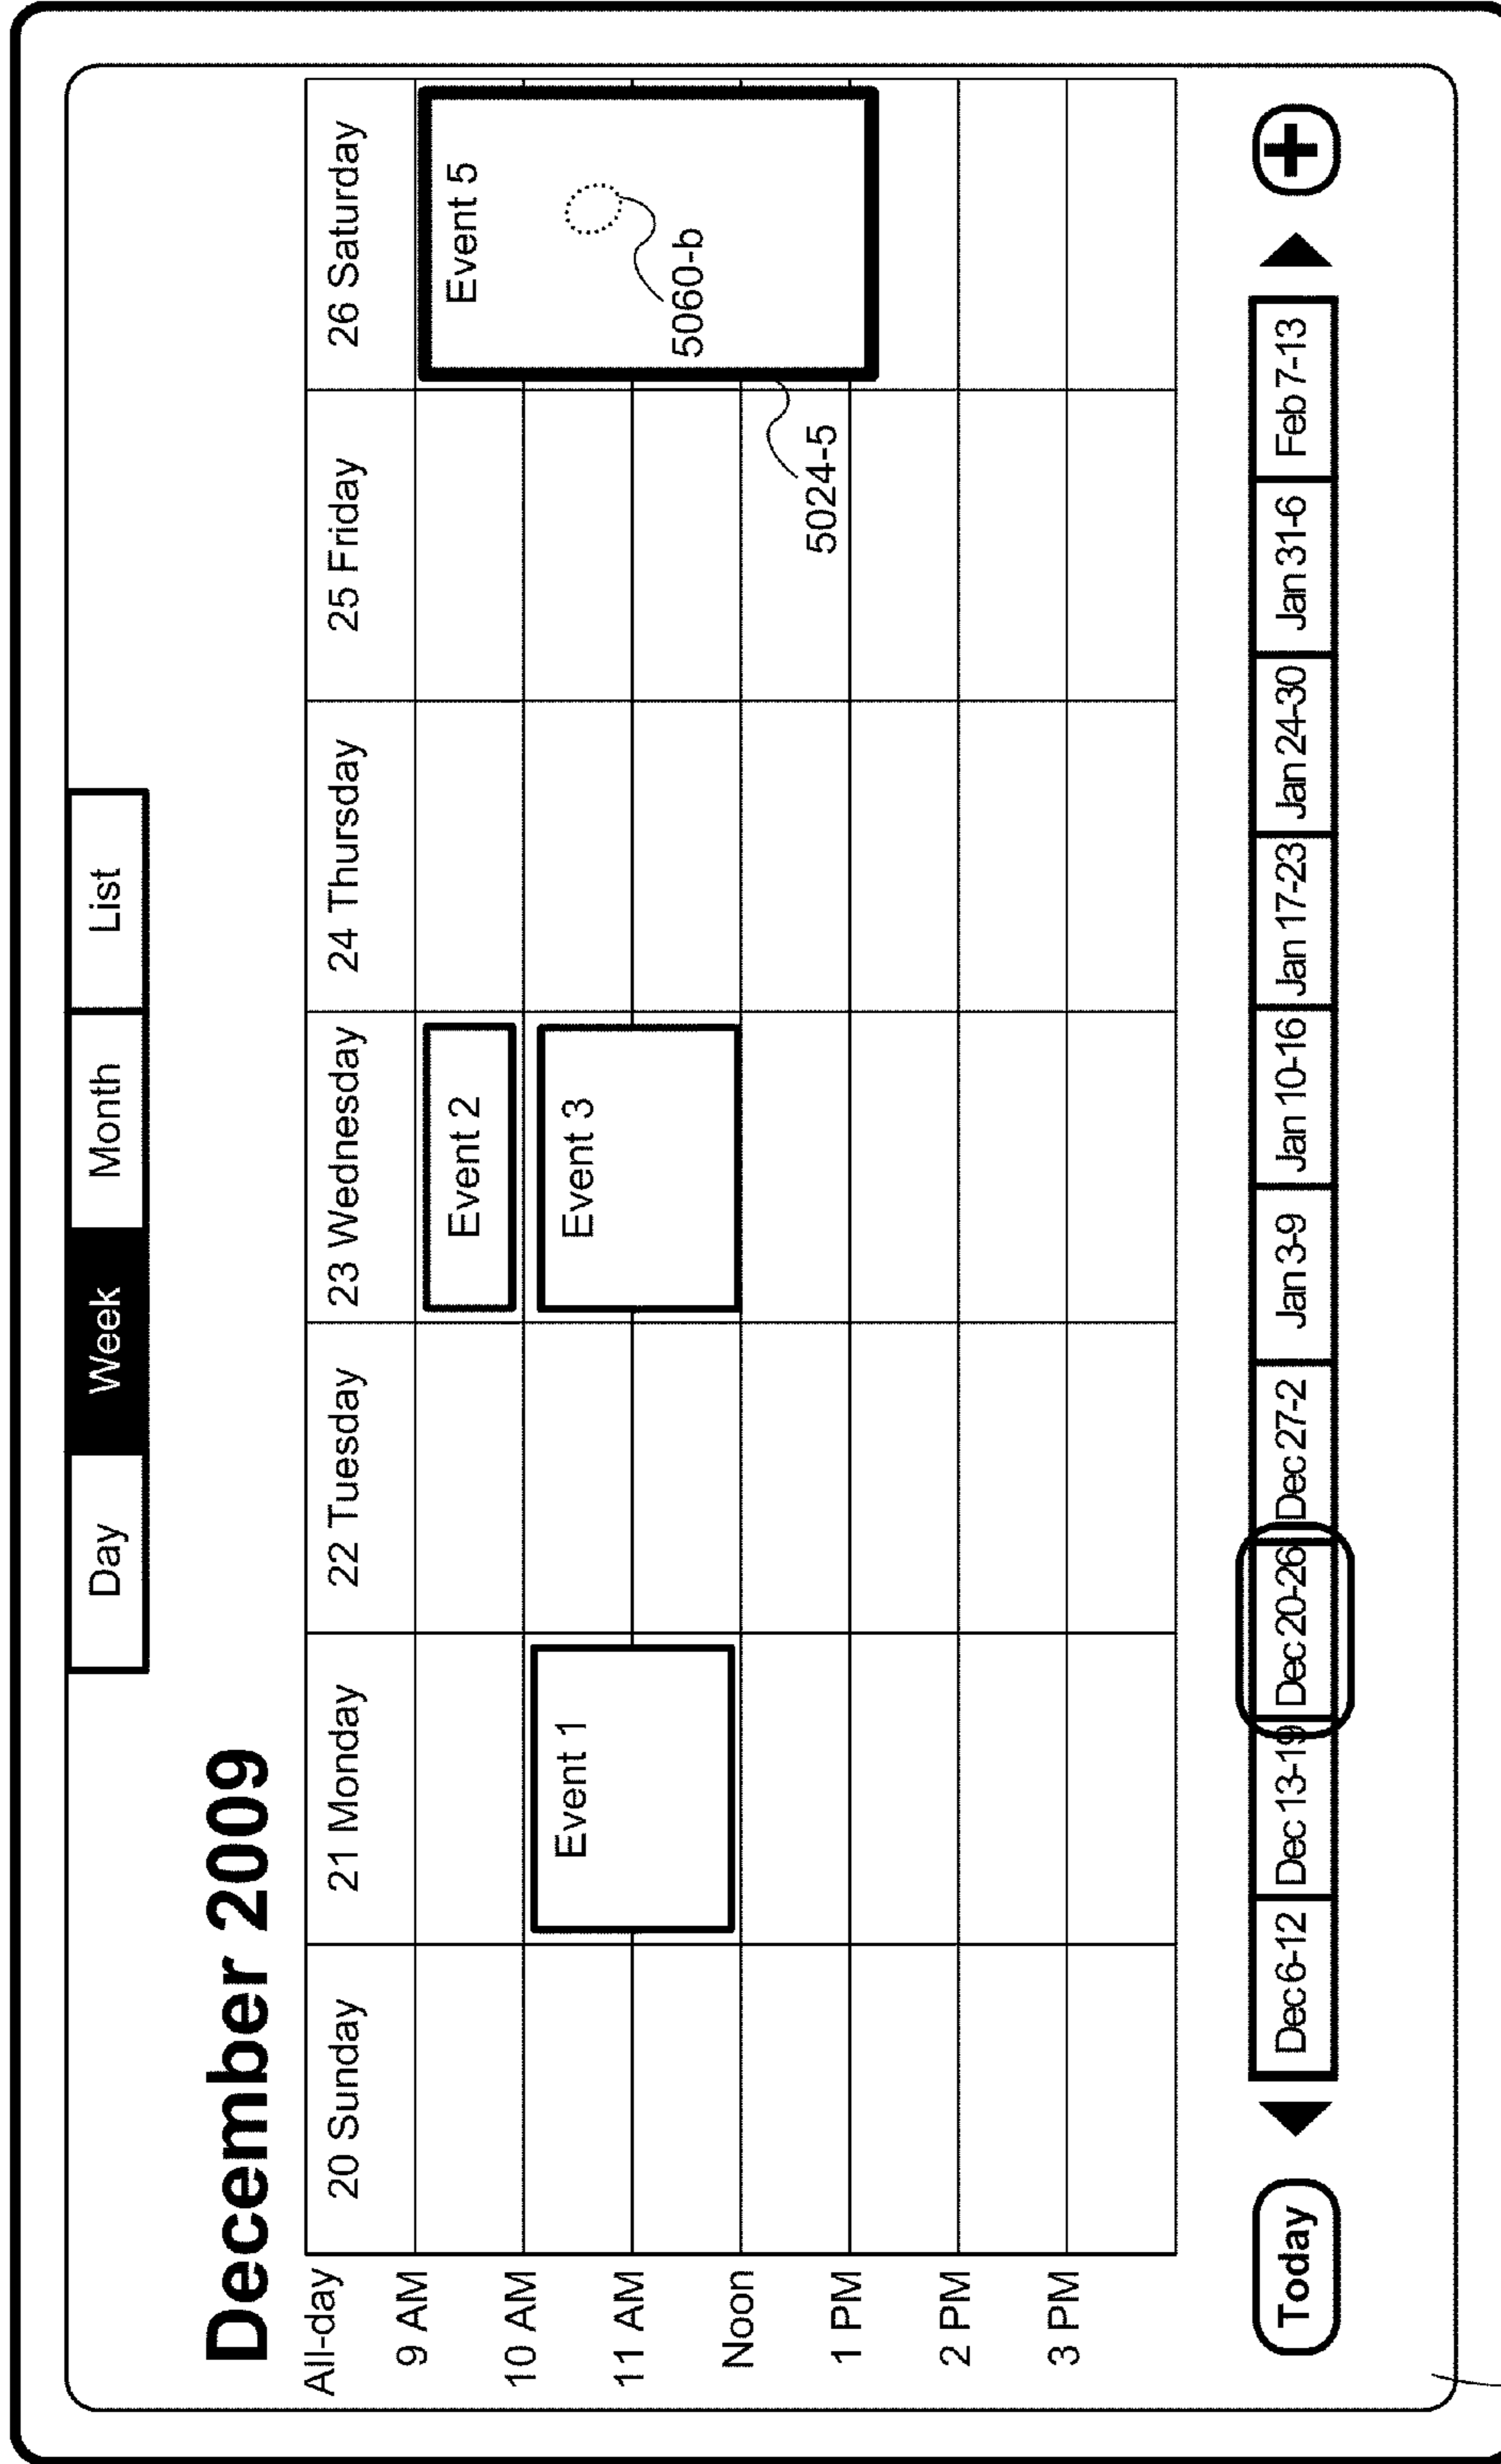 Day Week Month List
December 2009
All-day 20 Sunday 21 Monday 22 Tuesday 23 Wednesday 24 Thursday 25 Friday 26 Saturday
9 AM
Event 2 Event 5
10 AM
Event 1 Event 3
11 AM
5060-b
Noon
5024-5
1 PM
2 PM
3 PM
Today Dec 6-12 Dec 13-19 Dec 20-26 Dec 27-2 Jan 3-9 Jan 10-16 Jan 17-23 Jan 24-30 Jan 31-6 Feb 7-13 +